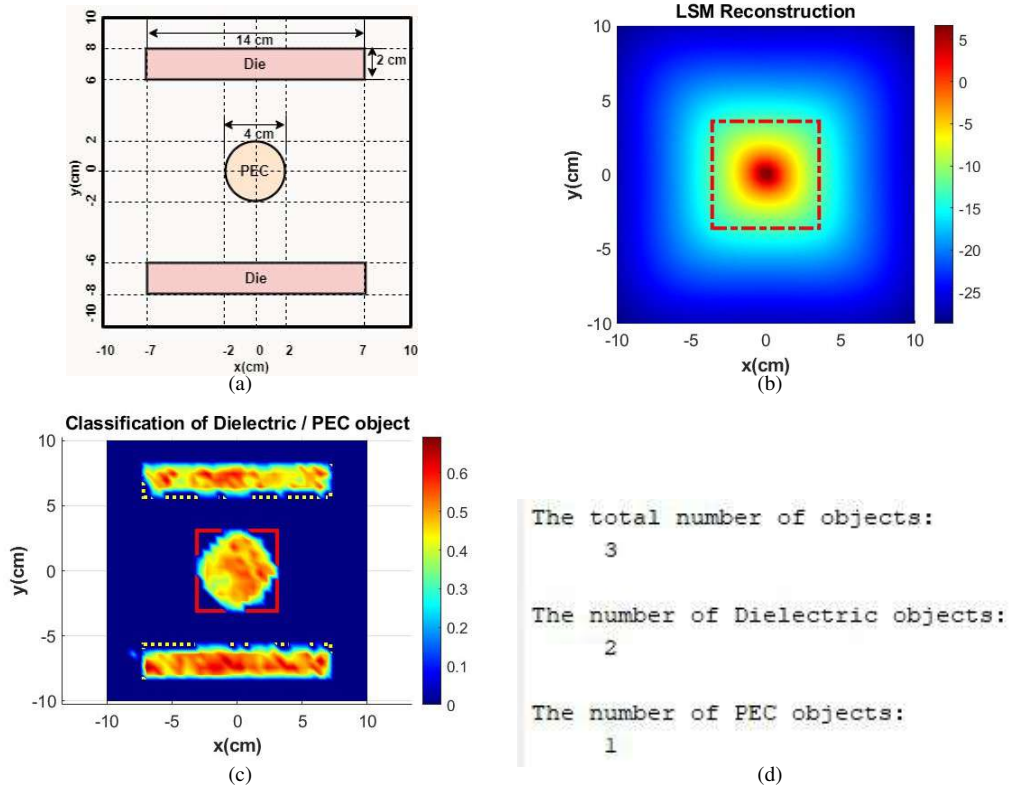 10
8
6
2
0
-2
-6
-8
-10
y(cm)
14 cm
Die
2 cm
4 cm
PEC
Die
-10 -7 -2 0 2 7 10
x(cm)
(a)
LSM Reconstruction
10
5
0
-5
-10
y(cm)
-10 -5 0 5 10
x(cm)
5
0
-5
-10
-15
-20
-25
(b)
Classification of Dielectric / PEC object
10
5
0
-5
-10
y(cm)
-10 -5 0 5 10
x(cm)
0.6
0.5
0.4
0.3
0.2
0.1
0
(c)
The total number of objects:
3
The number of Dielectric objects:
2
The number of PEC objects:
1
(d)